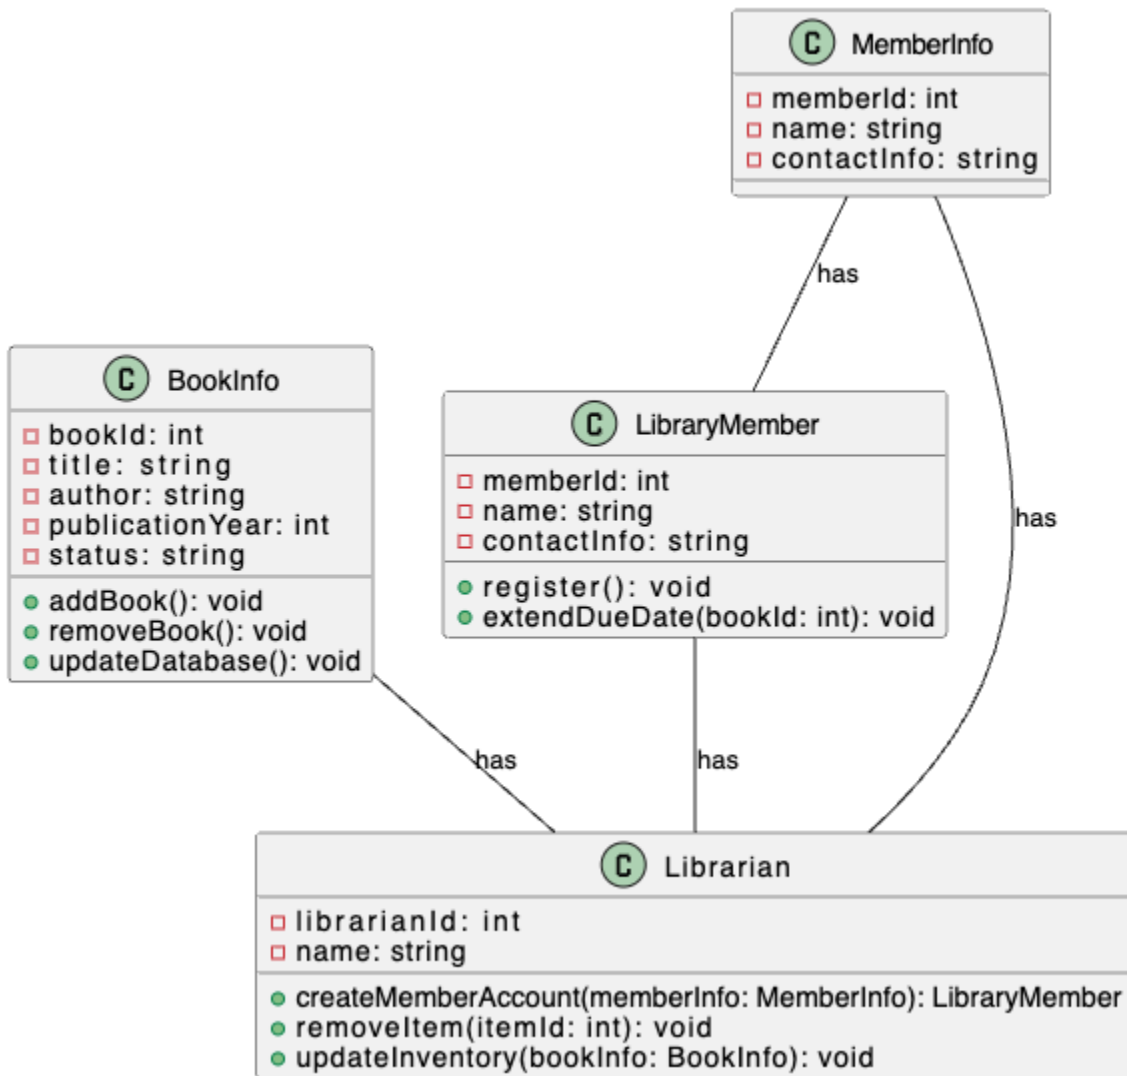 C MemberInfo
memberId: int
name: string
contactInfo: string
has
C BookInfo
bookId: int
title: string
author: string
publicationYear: int
status: string
addBook(): void
removeBook(): void
updateDatabase(): void
C LibraryMember
memberId: int
name: string
contactInfo: string
register(): void
extendDueDate(bookId: int): void
has
has
has
C Librarian
librarianId: int
name: string
createMemberAccount(memberInfo: MemberInfo): LibraryMember
removeItem(itemId: int): void
updateInventory(bookInfo: BookInfo): void